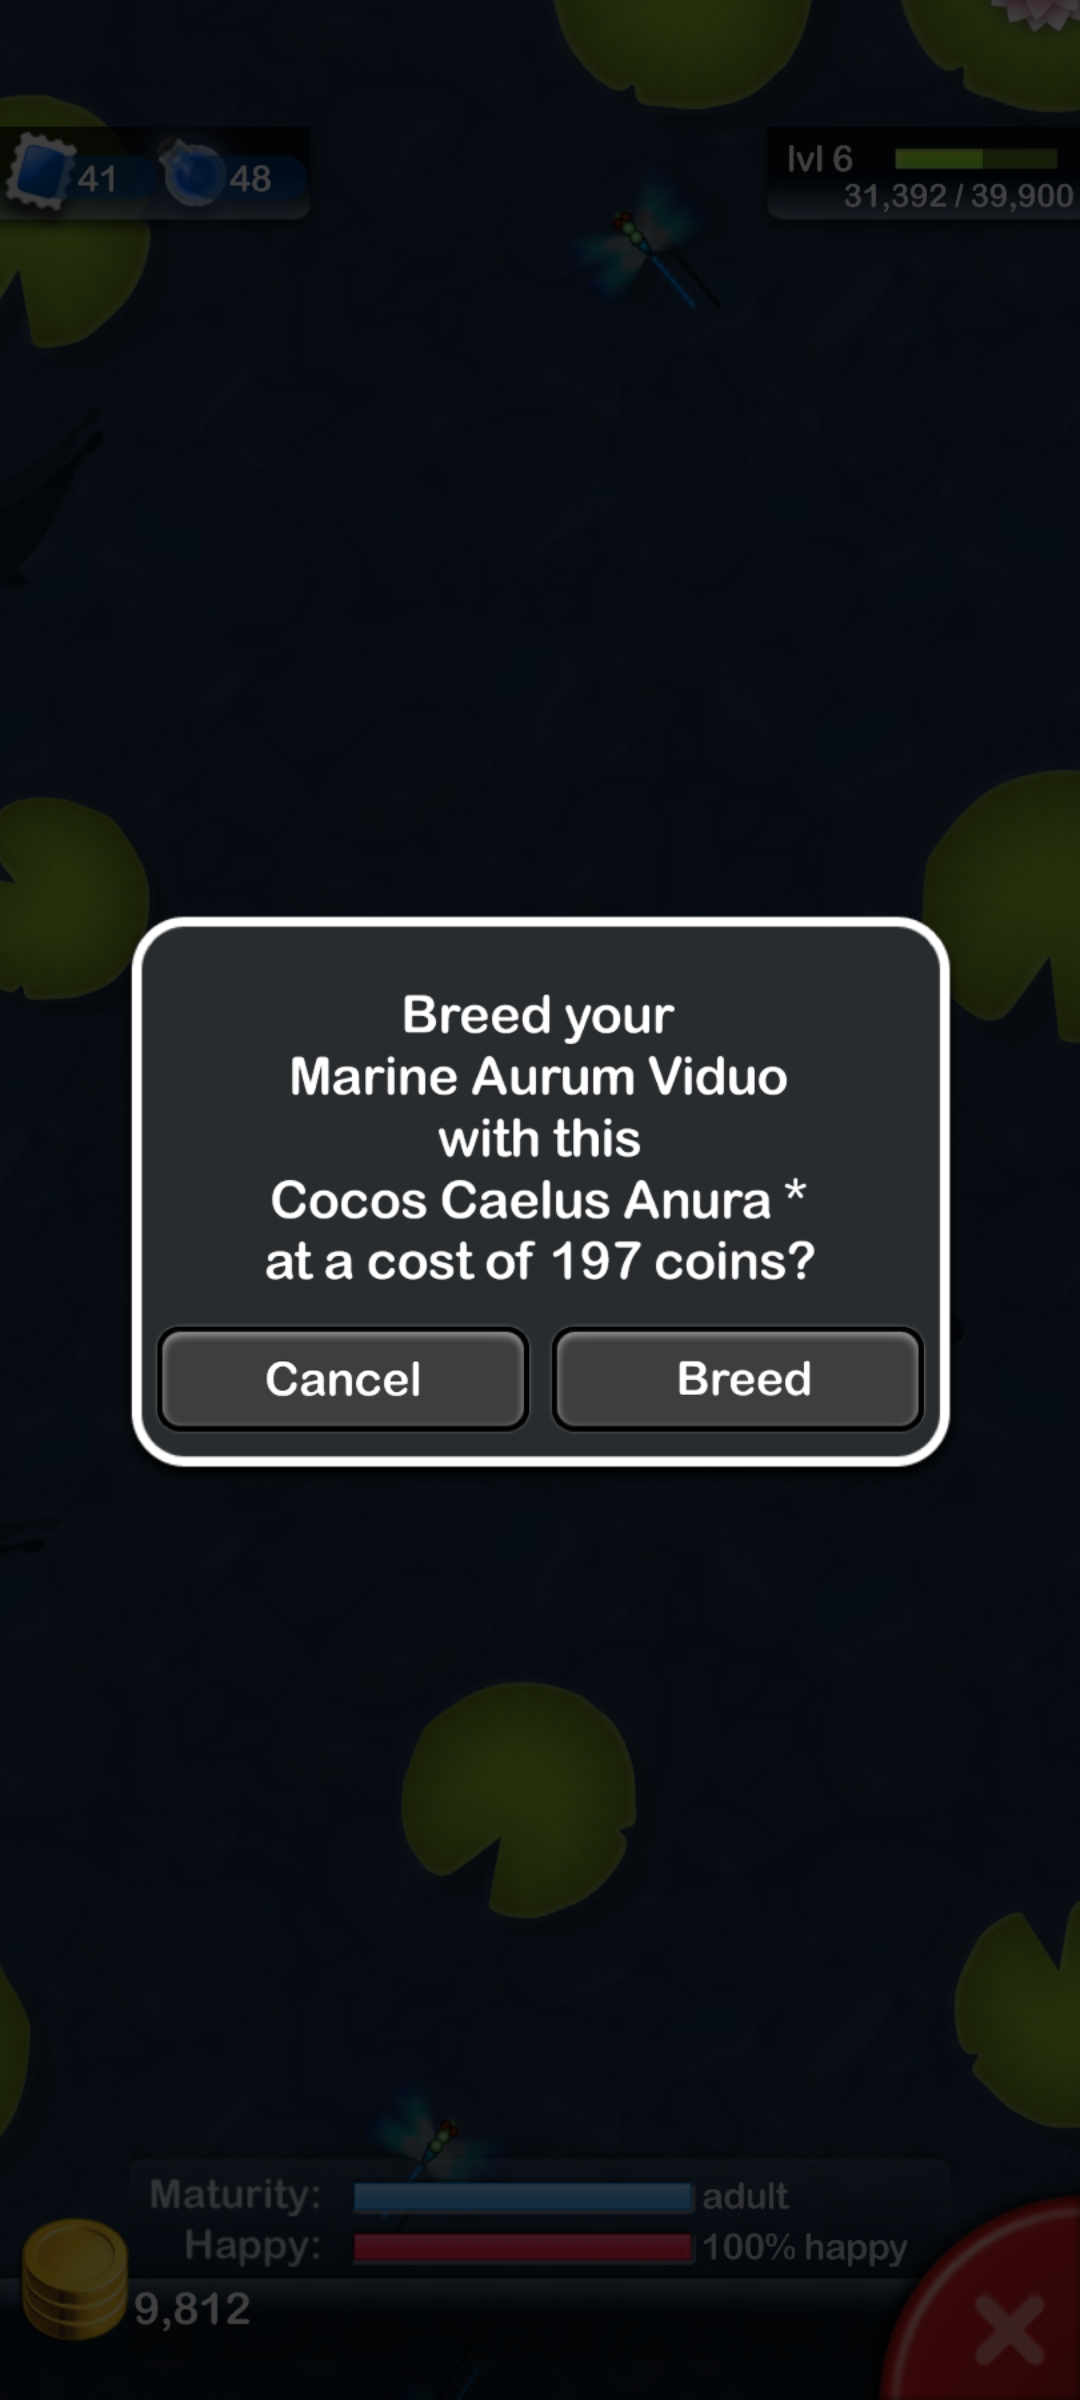 41
48
lvl 6
31,392 / 39,900
Breed your
Marine Aurum Viduo
with this
Cocos Caelus Anura *
at a cost of 197 coins?
Cancel
Breed
Maturity:
adult
Happy:
100% happy
9,812